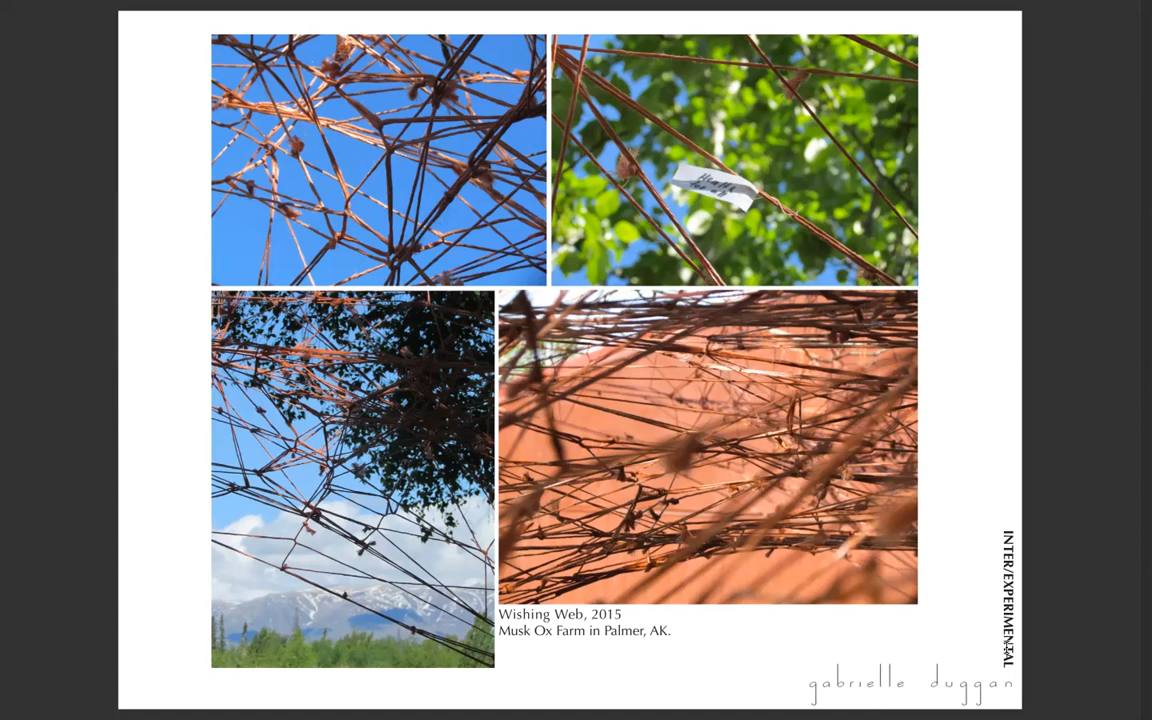 Wishing Web, 2015
Musk Ox Farm in Palmer, AK.
INTER/EXPERIMENTAL
gabrielle duggan